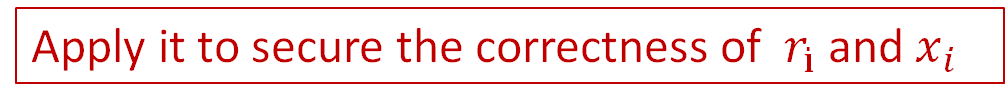 Apply it to secure the correctness of rᵢ and xᵢ